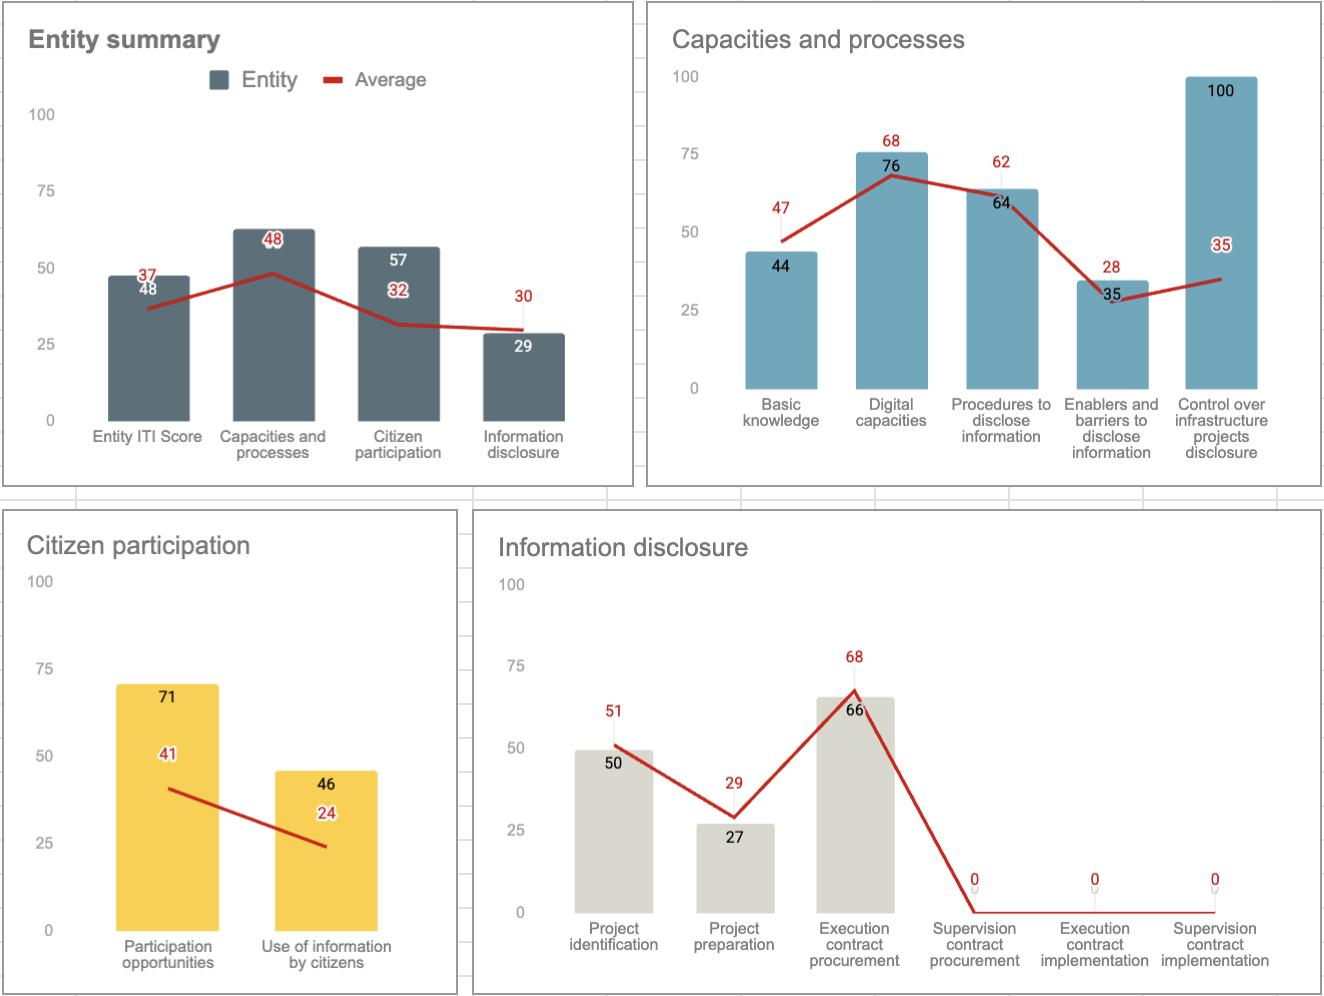 Entity summary
Entity
Average
100
75
50
25
0
37
48
48
57
32
30
29
Entity ITI Score
Capacities and
processes
Citizen
participation
Information
disclosure
Capacities and processes
100
75
50
25
0
47
44
68
76
62
64
28
35
100
35
Basic
knowledge
Digital
capacities
Procedures to
disclose
information
Enablers and
barriers to
disclose
information
Control over
infrastructure
projects
disclosure
Citizen participation
100
75
50
25
0
71
41
46
24
Participation
opportunities
Use of information
by citizens
Information disclosure
100
75
50
25
0
51
50
29
27
68
66
0
0
0
0
0
0
Project
identification
Project
preparation
Execution
contract
procurement
Supervision
contract
procurement
Execution
contract
implementation
Supervision
contract
implementation